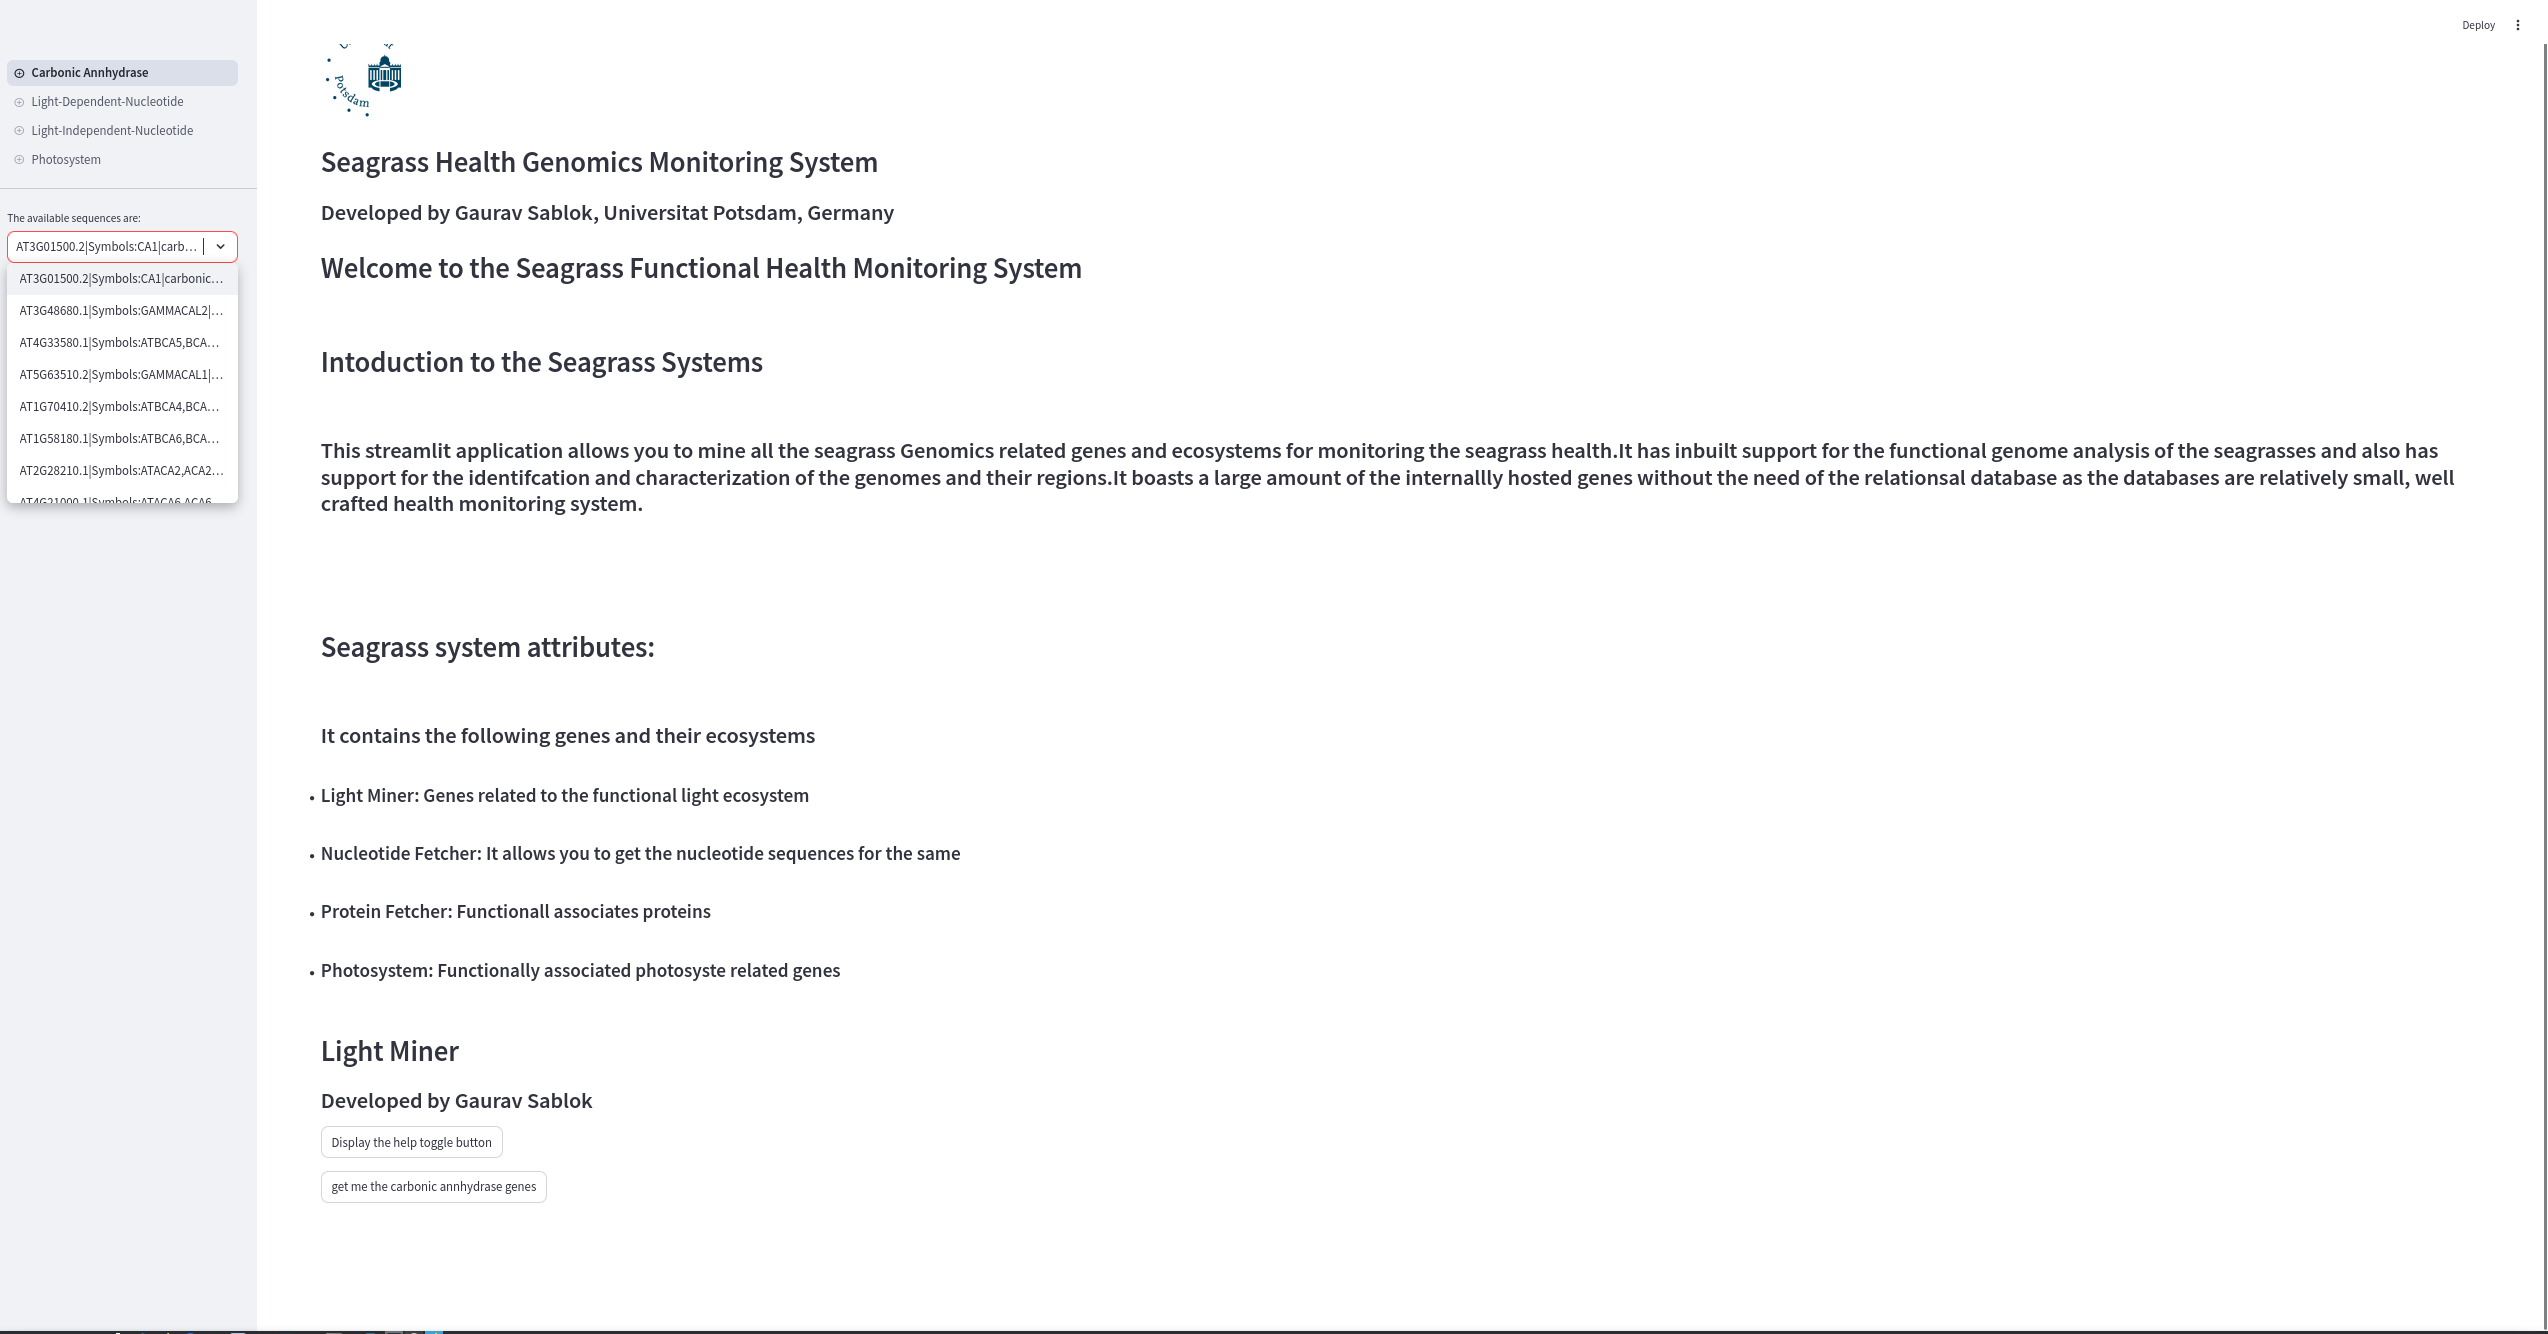 Deploy
Carbonic Annhydrase
Light-Dependent-Nucleotide
Light-Independent-Nucleotide
Photosystem
The available sequences are:
AT3G01500.2|Symbols:CA1|carb…
AT3G01500.2|Symbols:CA1|carbonic…
AT3G48680.1|Symbols:GAMMACAL2|…
AT4G33580.1|Symbols:ATBCA5,BCA…
AT5G63510.2|Symbols:GAMMACAL1|…
AT1G70410.2|Symbols:ATBCA4,BCA…
AT1G58180.1|Symbols:ATBCA6,BCA…
AT2G28210.1|Symbols:ATACA2,ACA2…
AT4G21000.1|Symbols:ATACA6,ACA6
Potsdam
Seagrass Health Genomics Monitoring System
Developed by Gaurav Sablok, Universitat Potsdam, Germany
Welcome to the Seagrass Functional Health Monitoring System
Intoduction to the Seagrass Systems
This streamlit application allows you to mine all the seagrass Genomics related genes and ecosystems for monitoring the seagrass health.It has inbuilt support for the functional genome analysis of the seagrasses and also has
support for the identifcation and characterization of the genomes and their regions.It boasts a large amount of the internallly hosted genes without the need of the relationsal database as the databases are relatively small, well
crafted health monitoring system.
Seagrass system attributes:
It contains the following genes and their ecosystems
• Light Miner: Genes related to the functional light ecosystem
• Nucleotide Fetcher: It allows you to get the nucleotide sequences for the same
• Protein Fetcher: Functionall associates proteins
• Photosystem: Functionally associated photosyste related genes
Light Miner
Developed by Gaurav Sablok
Display the help toggle button
get me the carbonic annhydrase genes